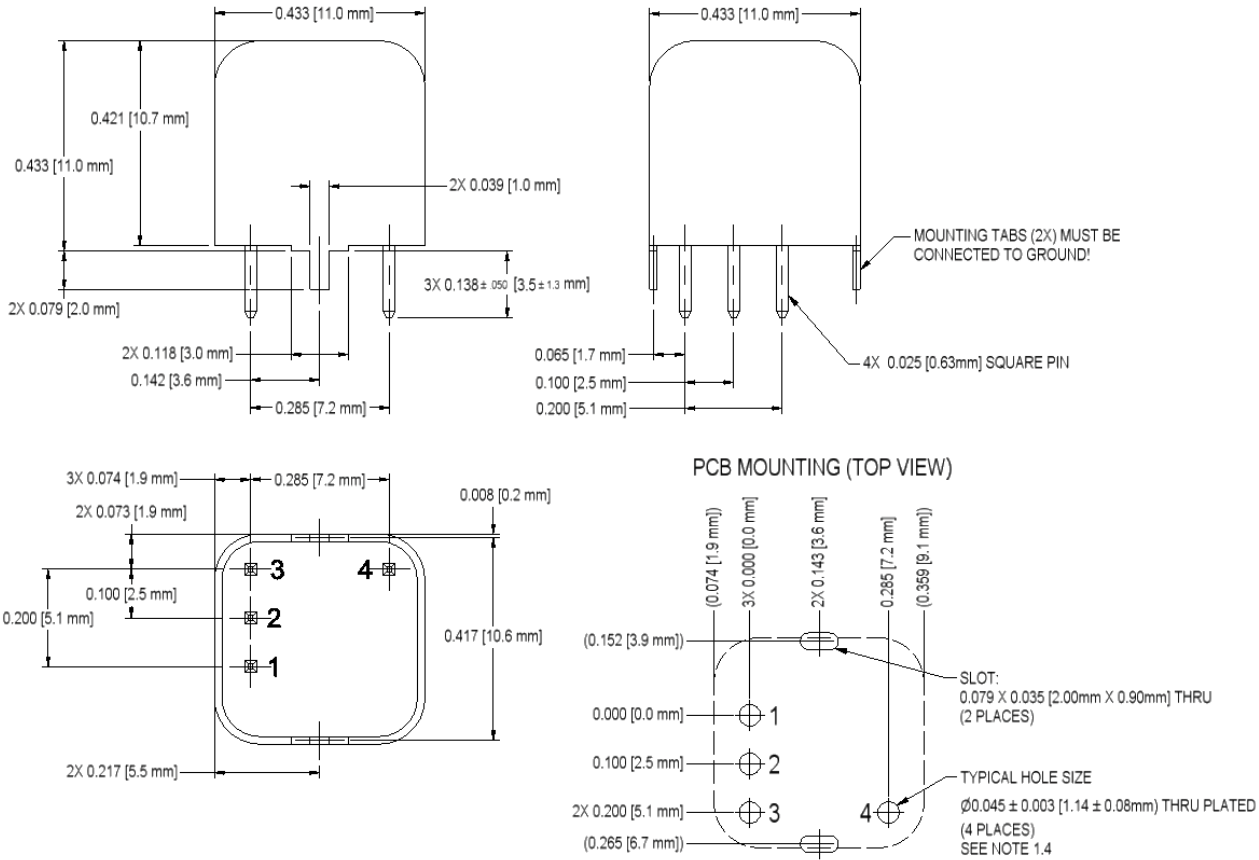 0.433 [11.0 mm]
0.433 [11.0 mm]
0.421 [10.7 mm]
0.433 [11.0 mm]
2X 0.039 [1.0 mm]
MOUNTING TABS (2X) MUST BE
CONNECTED TO GROUND!
3X 0.138± .050 [3.5± 1.3 mm]
2X 0.079 [2.0 mm]
2X 0.118 [3.0 mm]
0.142 [3.6 mm]
0.285 [7.2 mm]
0.065 [1.7 mm]
0.100 [2.5 mm]
0.200 [5.1 mm]
4X 0.025 [0.63mm] SQUARE PIN
3X 0.074 [1.9 mm]
0.285 [7.2 mm]
0.008 [0.2 mm]
2X 0.073 [1.9 mm]
3
4
0.100 [2.5 mm]
0.200 [5.1 mm]
2
0.417 [10.6 mm]
1
2X 0.217 [5.5 mm]
PCB MOUNTING (TOP VIEW)
(0.074 [1.9 mm])
3X 0.000 [0.0 mm]
2X 0.143 [3.6 mm]
0.285 [7.2 mm]
(0.359 [9.1 mm])
(0.152 [3.9 mm])
SLOT:
0.079 X 0.035 [2.00mm X 0.90mm] THRU
(2 PLACES)
0.000 [0.0 mm]
1
0.100 [2.5 mm]
2
2X 0.200 [5.1 mm]
3
4
(0.265 [6.7 mm])
TYPICAL HOLE SIZE
Ø0.045 ± 0.003 [1.14 ± 0.08mm) THRU PLATED
(4 PLACES)
SEE NOTE 1.4